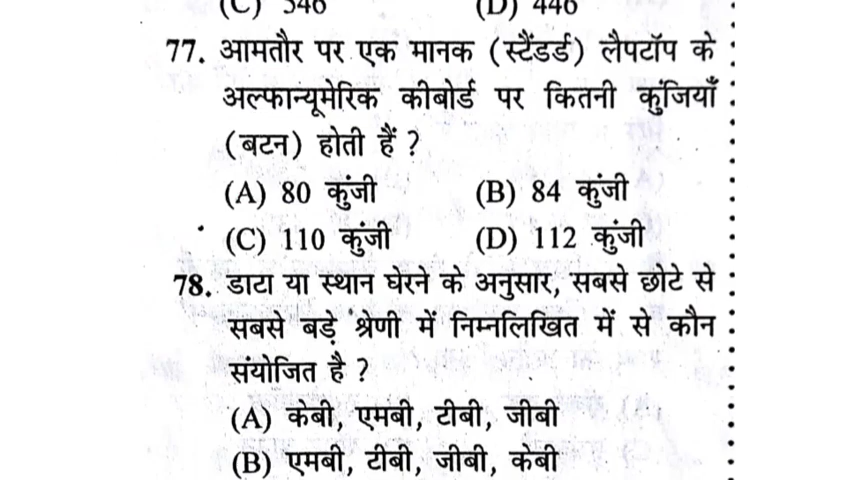 (C) 546 (D) 446
77. आमतौर पर एक मानक (स्टैंडर्ड) लैपटॉप के
अल्फान्यूमेरिक कीबोर्ड पर कितनी कुंजियाँ
(बटन) होती हैं ?
(A) 80 कुंजी (B) 84 कुंजी
(C) 110 कुंजी (D) 112 कुंजी
78. डाटा या स्थान घेरने के अनुसार, सबसे छोटे से
सबसे बड़े श्रेणी में निम्नलिखित में से कौन
संयोजित है ?
(A) केबी, एमबी, टीबी, जीबी
(B) एमबी, टीबी, जीबी, केबी